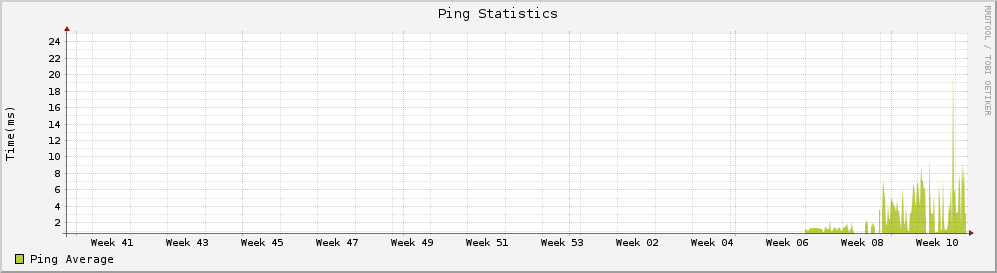 Ping Statistics
RRDTOOL / TOBI OETIKER
Time(ms)
24
22
20
18
16
14
12
10
8
6
4
2
Week 41 Week 43 Week 45 Week 47 Week 49 Week 51 Week 53 Week 02 Week 04 Week 06 Week 08 Week 10
Ping Average